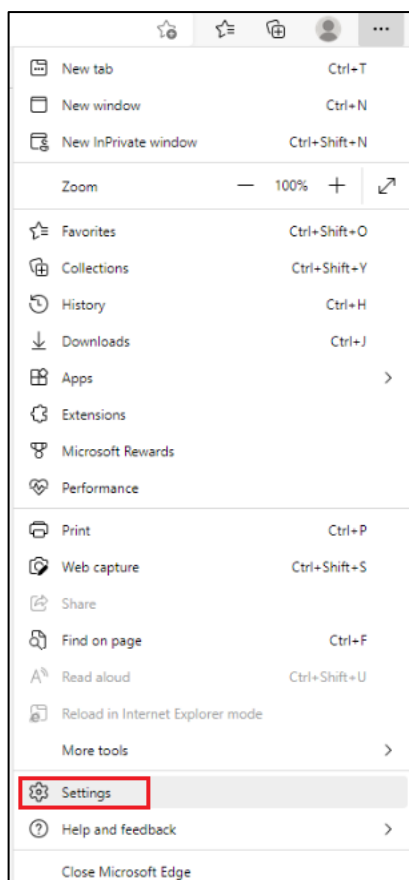 New tab Ctrl+T
New window Ctrl+N
New InPrivate window Ctrl+Shift+N
Zoom — 100% +
Favorites Ctrl+Shift+O
Collections Ctrl+Shift+Y
History Ctrl+H
Downloads Ctrl+J
Apps
Extensions
Microsoft Rewards
Performance
Print Ctrl+P
Web capture Ctrl+Shift+S
Share
Find on page Ctrl+F
Read aloud Ctrl+Shift+U
Reload in Internet Explorer mode
More tools
Settings
Help and feedback
Close Microsoft Edge